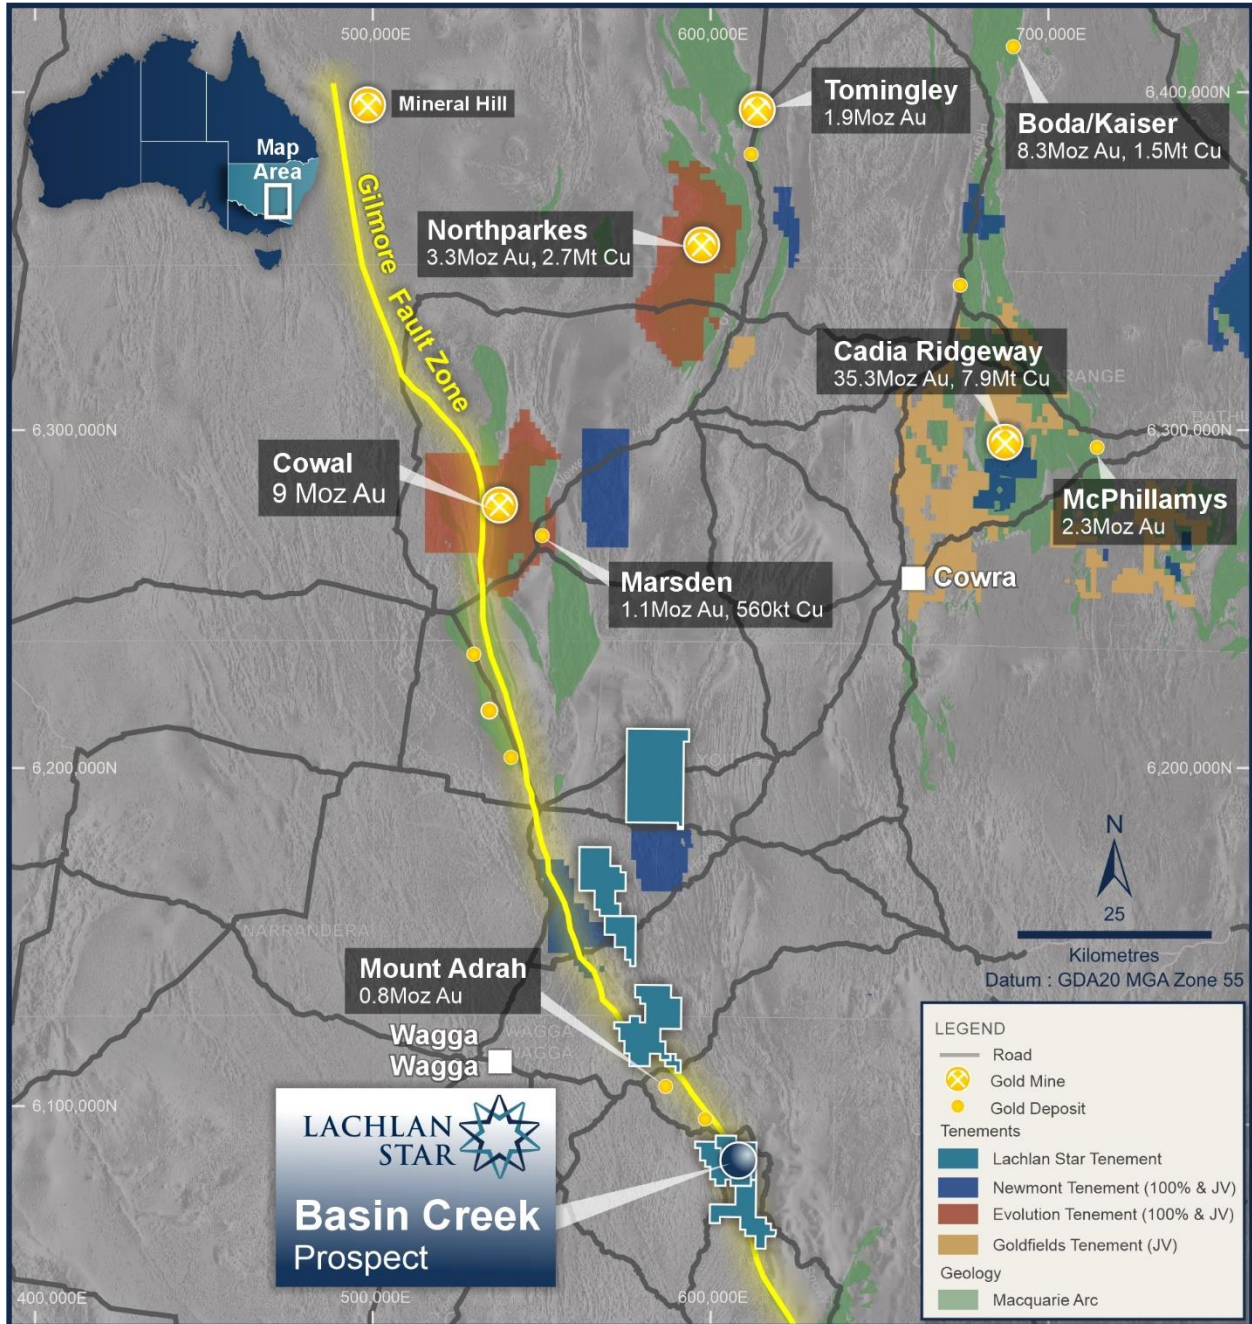 500,000E
600,000E
700,000E
Mineral Hill
Tomingley
1.9Moz Au
6,400,000N
Boda/Kaiser
8.3Moz Au, 1.5Mt Cu
Map
Area
Gilmore Fault Zone
Northparkes
3.3Moz Au, 2.7Mt Cu
Cadia Ridgeway
35.3Moz Au, 7.9Mt Cu
ORANGE
6,300,000N
6,300,000N
Cowal
9 Moz Au
McPhillamys
2.3Moz Au
Marsden
1.1Moz Au, 560kt Cu
Cowra
6,200,000N
6,200,000N
N
25
Kilometres
Datum : GDA20 MGA Zone 55
NARRANDERA
Mount Adrah
0.8Moz Au
Wagga
Wagga
WAGGA
WAGGA
6,100,000N
LACHLAN
STAR
Basin Creek
Prospect
LEGEND
Road
Gold Mine
Gold Deposit
Tenements
Lachlan Star Tenement
Newmont Tenement (100% & JV)
Evolution Tenement (100% & JV)
Goldfields Tenement (JV)
Geology
Macquarie Arc
400,000E
500,000E
600,000E